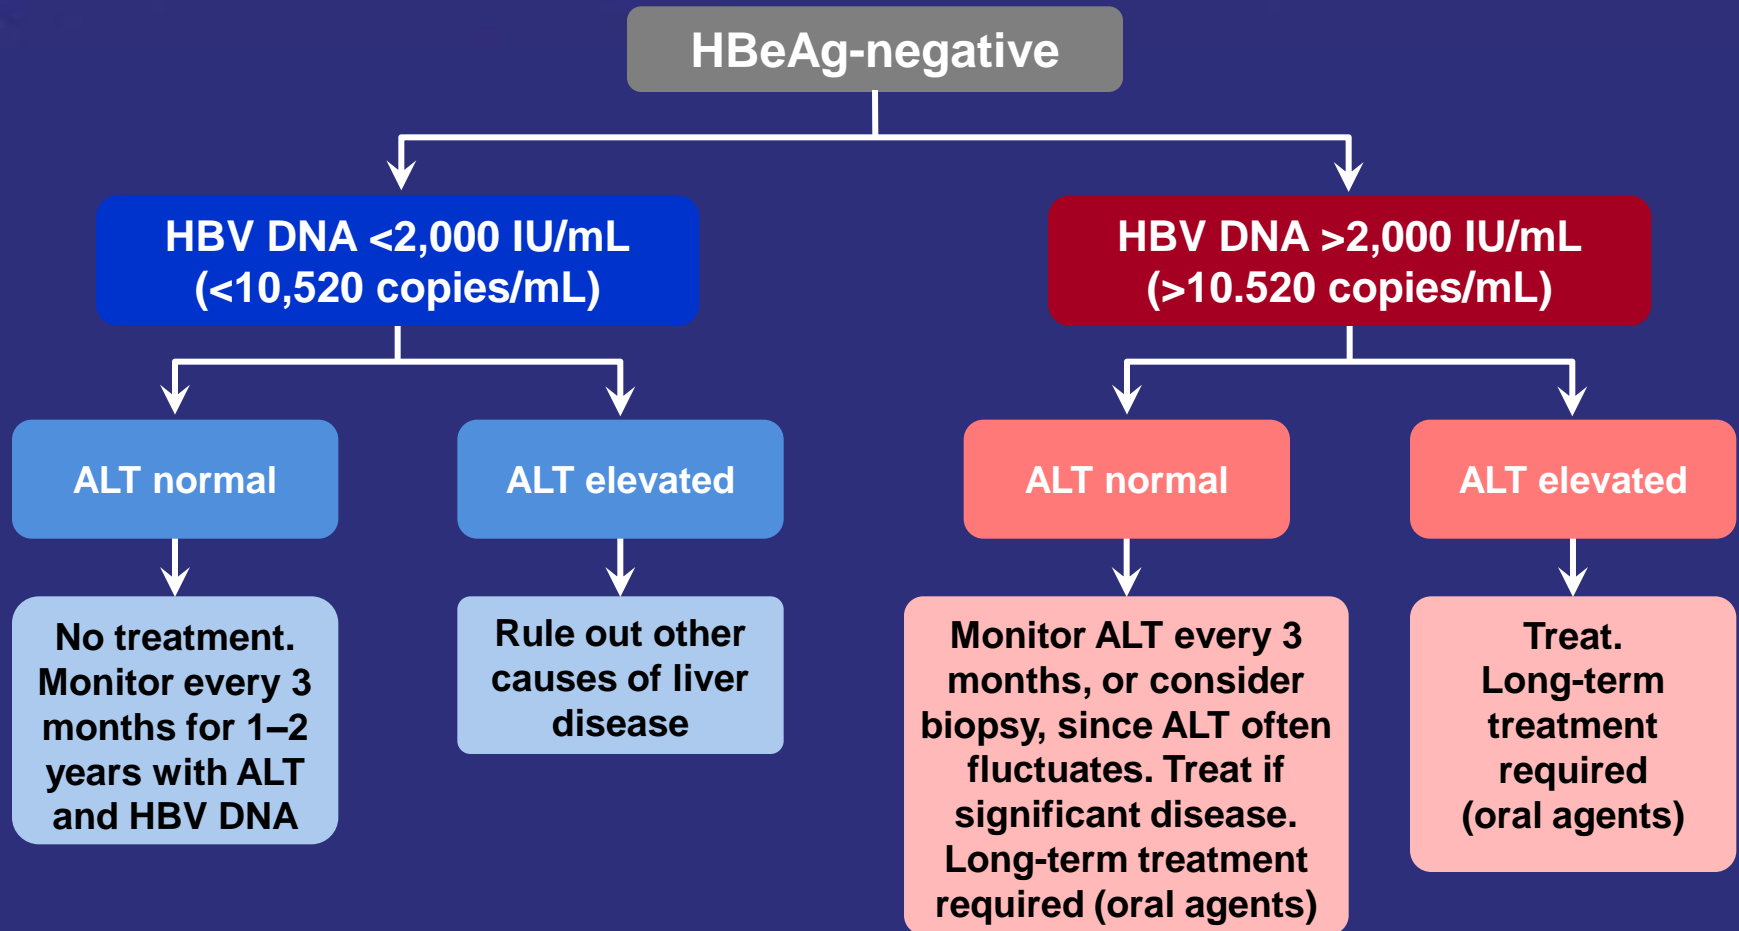 HBeAg-negative
HBV DNA <2,000 IU/mL
(<10,520 copies/mL)
HBV DNA >2,000 IU/mL
(>10.520 copies/mL)
ALT normal
ALT elevated
ALT normal
ALT elevated
No treatment.
Monitor every 3
months for 1–2
years with ALT
and HBV DNA
Rule out other
causes of liver
disease
Monitor ALT every 3
months, or consider
biopsy, since ALT often
fluctuates. Treat if
significant disease.
Long-term treatment
required (oral agents)
Treat.
Long-term
treatment
required
(oral agents)